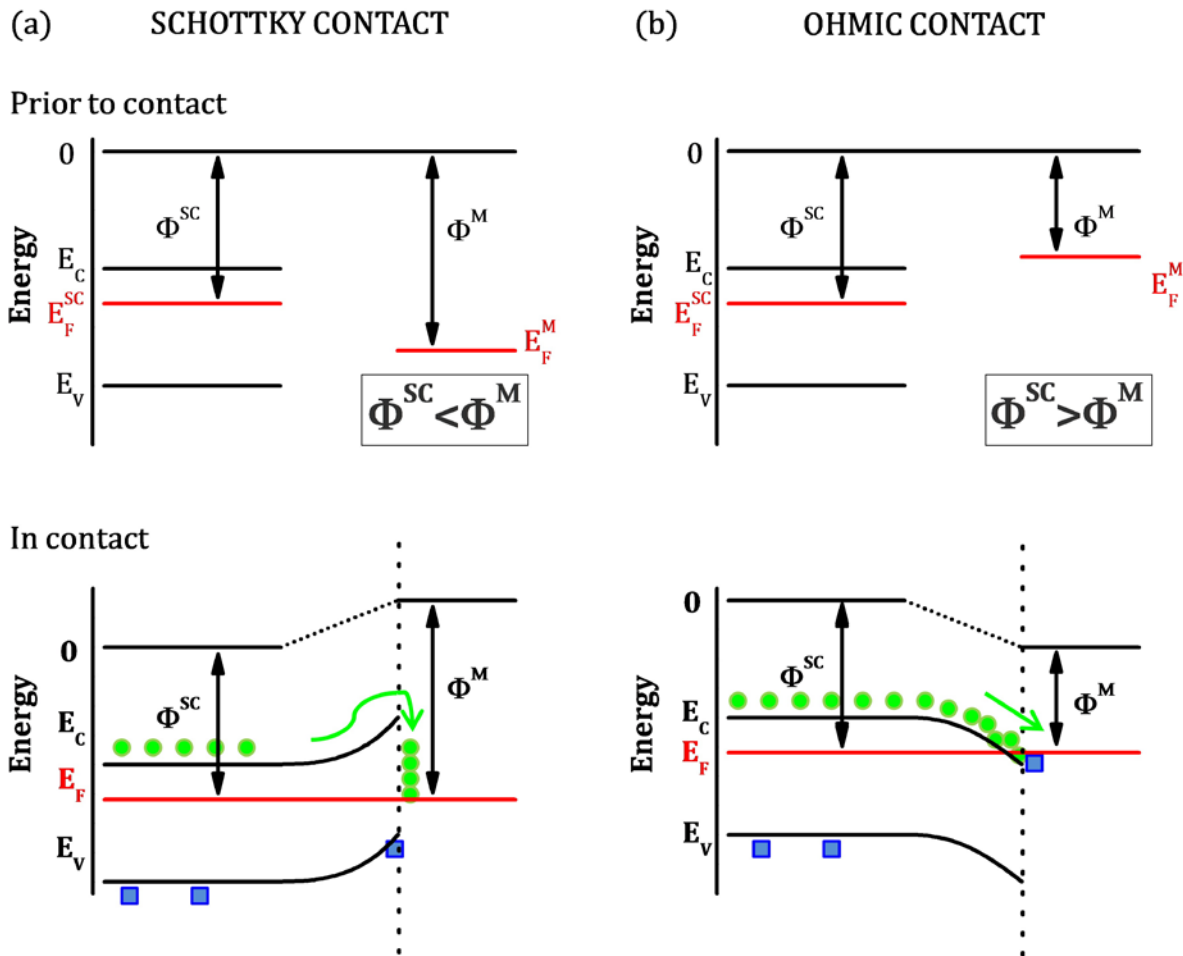 (a) SCHOTTKY CONTACT
(b) OHMIC CONTACT
Prior to contact
0
Φ^SC
Φ^M
E_C
E_F^SC
E_F^M
E_V
Energy
Φ^SC<Φ^M
0
Φ^SC
Φ^M
E_C
E_F^SC
E_F^M
E_V
Energy
Φ^SC>Φ^M
In contact
0
Φ^SC
Φ^M
E_C
E_F
E_V
Energy
0
Φ^SC
Φ^M
E_C
E_F
E_V
Energy